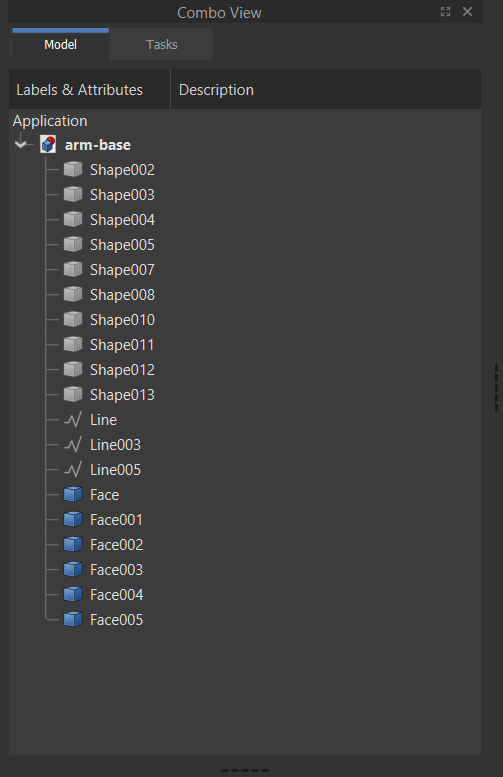 Combo View
Model Tasks
Labels & Attributes Description
Application
arm-base
Shape002
Shape003
Shape004
Shape005
Shape007
Shape008
Shape010
Shape011
Shape012
Shape013
Line
Line003
Line005
Face
Face001
Face002
Face003
Face004
Face005